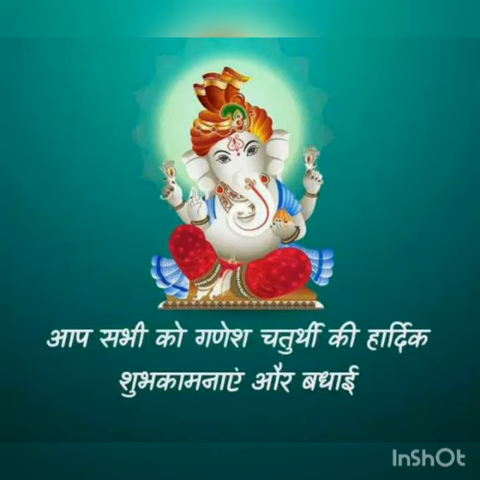 आप सभी को गणेश चतुर्थी की हार्दिक
शुभकामनाएं और बधाई
InShOt